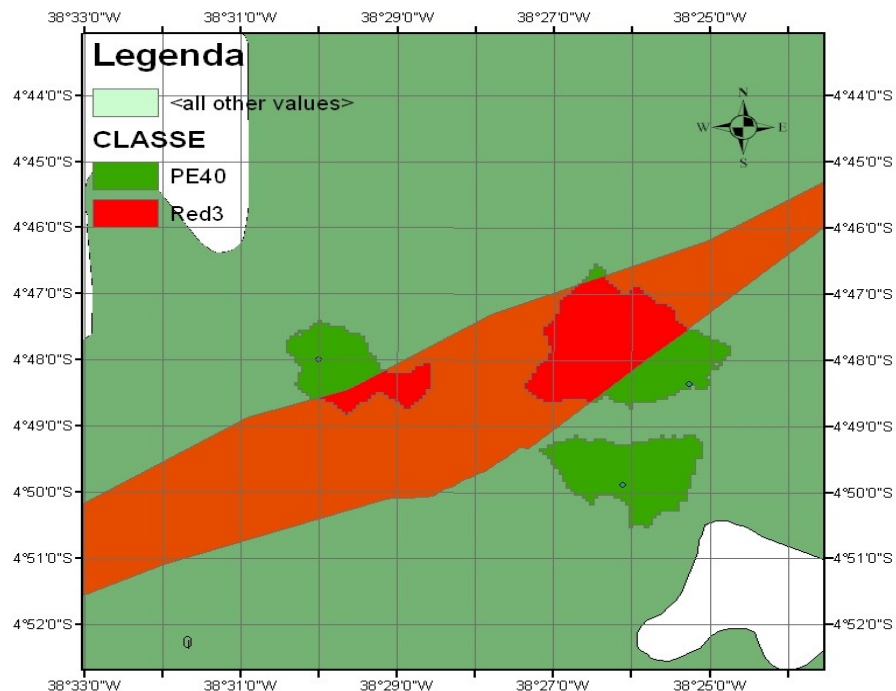 38°33'0"W 38°31'0"W 38°29'0"W 38°27'0"W 38°25'0"W
Legenda
<all other values>
CLASSE
PE40
Red3
N
W E
S
4°44'0"S 4°44'0"S
4°45'0"S 4°45'0"S
4°46'0"S 4°46'0"S
4°47'0"S 4°47'0"S
4°48'0"S 4°48'0"S
4°49'0"S 4°49'0"S
4°50'0"S 4°50'0"S
4°51'0"S 4°51'0"S
4°52'0"S 4°52'0"S
38°33'0"W 38°31'0"W 38°29'0"W 38°27'0"W 38°25'0"W